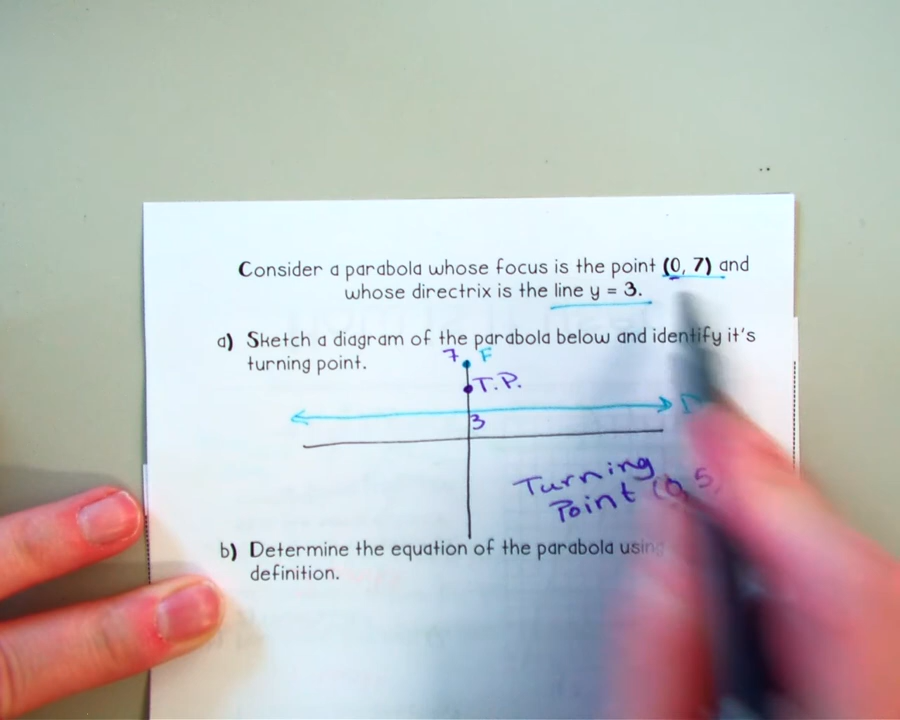 Consider a parabola whose focus is the point (0, 7) and
whose directrix is the line y = 3.
a) Sketch a diagram of the parabola below and identify it's
turning point.
7 F
T.P.
3
Turning
Point (0, 5)
b) Determine the equation of the parabola using
definition.